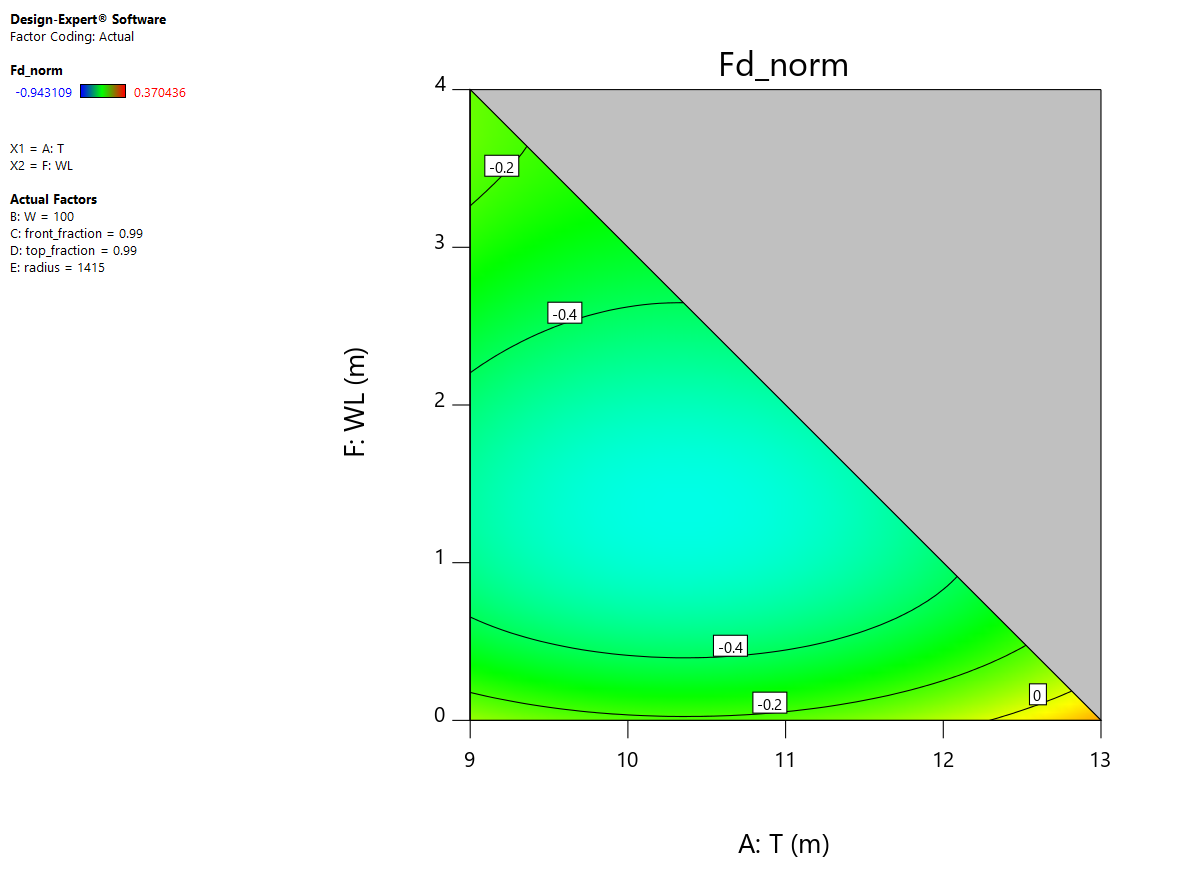 Design-Expert® Software
Factor Coding: Actual
Fd_norm
-0.943109 0.370436
X1 = A: T
X2 = F: WL
Actual Factors
B: W = 100
C: front_fraction = 0.99
D: top_fraction = 0.99
E: radius = 1415
Fd_norm
4
3
2
1
0
F: WL (m)
-0.2
-0.4
-0.4
-0.2
0
9 10 11 12 13
A: T (m)